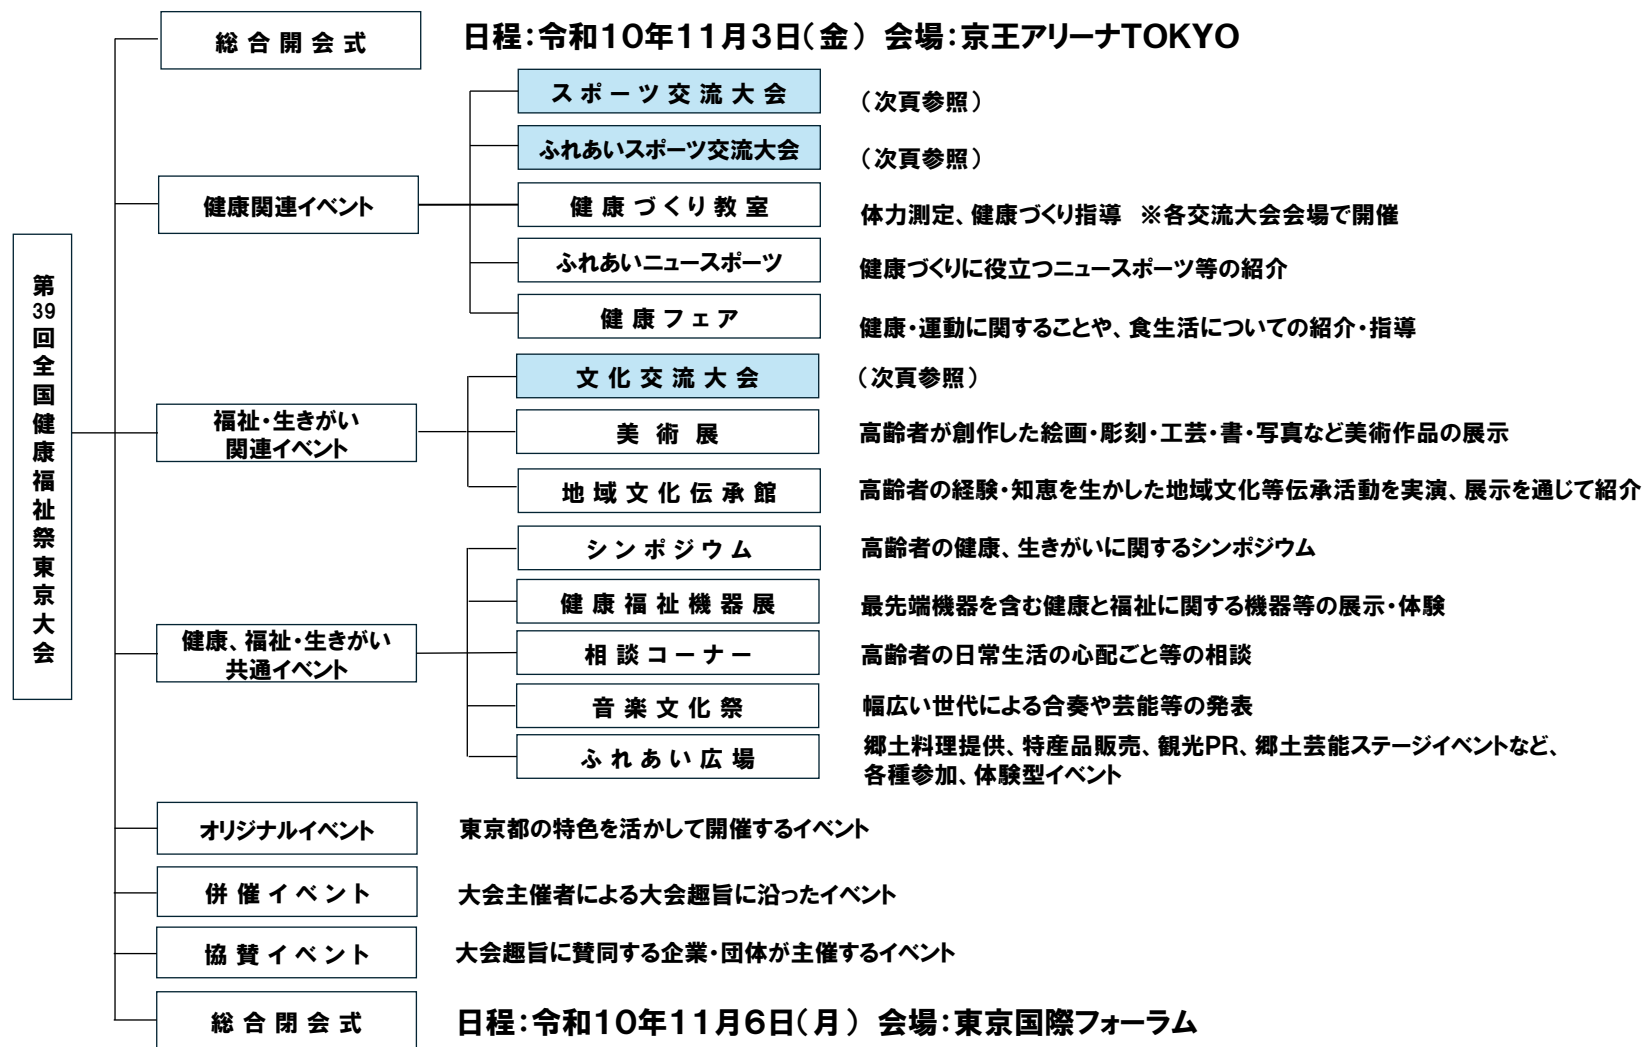 第39回全国健康福祉祭東京大会
総合開会式
日程：令和10年11月3日（金） 会場：京王アリーナTOKYO
健康関連イベント
スポーツ交流大会
（次頁参照）
ふれあいスポーツ交流大会
（次頁参照）
健康づくり教室
体力測定、健康づくり指導　※各交流大会会場で開催
ふれあいニュースポーツ
健康づくりに役立つニュースポーツ等の紹介
健康フェア
健康・運動に関することや、食生活についての紹介・指導
福祉・生きがい
関連イベント
文化交流大会
（次頁参照）
美術展
高齢者が創作した絵画・彫刻・工芸・書・写真など美術作品の展示
地域文化伝承館
高齢者の経験・知恵を生かした地域文化等伝承活動を実演、展示を通じて紹介
健康、福祉・生きがい
共通イベント
シンポジウム
高齢者の健康、生きがいに関するシンポジウム
健康福祉機器展
最先端機器を含む健康と福祉に関する機器等の展示・体験
相談コーナー
高齢者の日常生活の心配ごと等の相談
音楽文化祭
幅広い世代による合奏や芸能等の発表
ふれあい広場
郷土料理提供、特産品販売、観光PR、郷土芸能ステージイベントなど、
各種参加、体験型イベント
オリジナルイベント
東京都の特色を活かして開催するイベント
併催イベント
大会主催者による大会趣旨に沿ったイベント
協賛イベント
大会趣旨に賛同する企業・団体が主催するイベント
総合閉会式
日程：令和10年11月6日（月） 会場：東京国際フォーラム